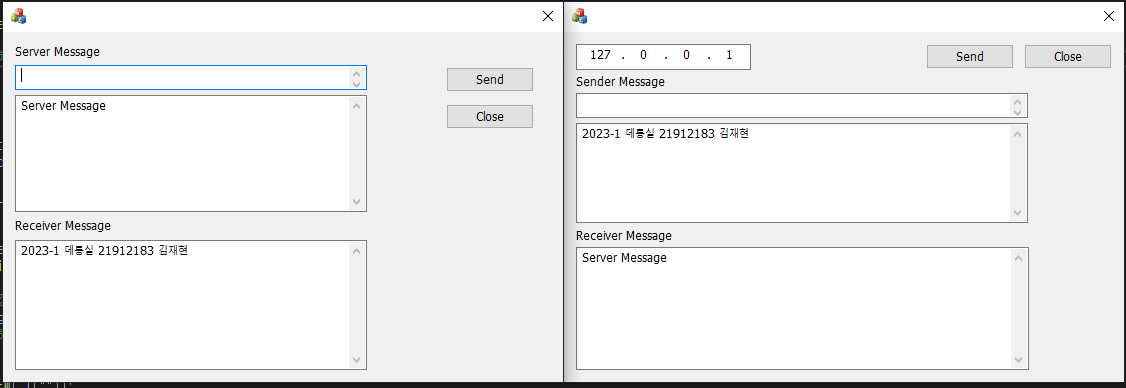 Server Message
Send
Server Message
Close
Receiver Message
2023-1 데통실 21912183 김재현
127 . 0 . 0 . 1
Send
Close
Sender Message
2023-1 데통실 21912183 김재현
Receiver Message
Server Message